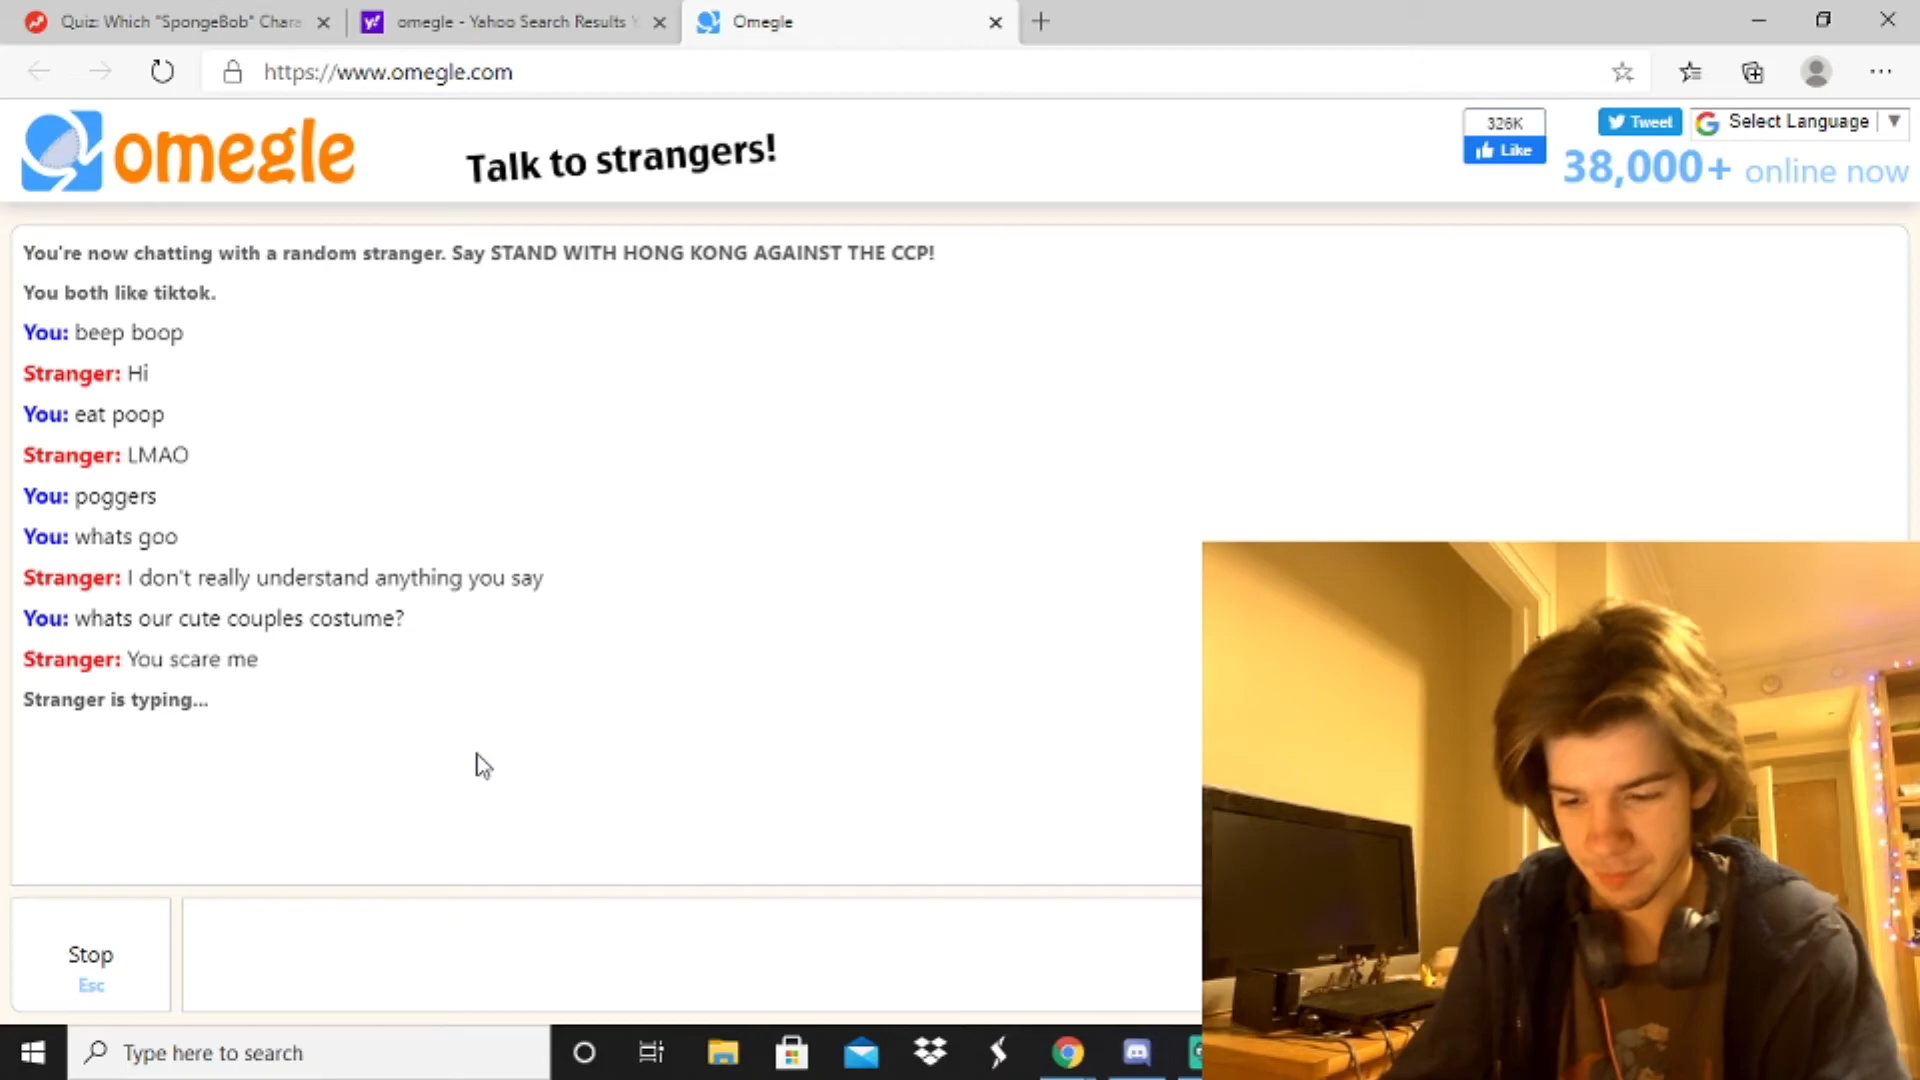 Quiz: Which "SpongeBob" Chara
omegle - Yahoo Search Results
Omegle
https://www.omegle.com
omegle
Talk to strangers!
326K
Like
Tweet
Select Language
38,000+ online now
You're now chatting with a random stranger. Say STAND WITH HONG KONG AGAINST THE CCP!
You both like tiktok.
You: beep boop
Stranger: Hi
You: eat poop
Stranger: LMAO
You: poggers
You: whats goo
Stranger: I don't really understand anything you say
You: whats our cute couples costume?
Stranger: You scare me
Stranger is typing...
Stop
Esc
Type here to search